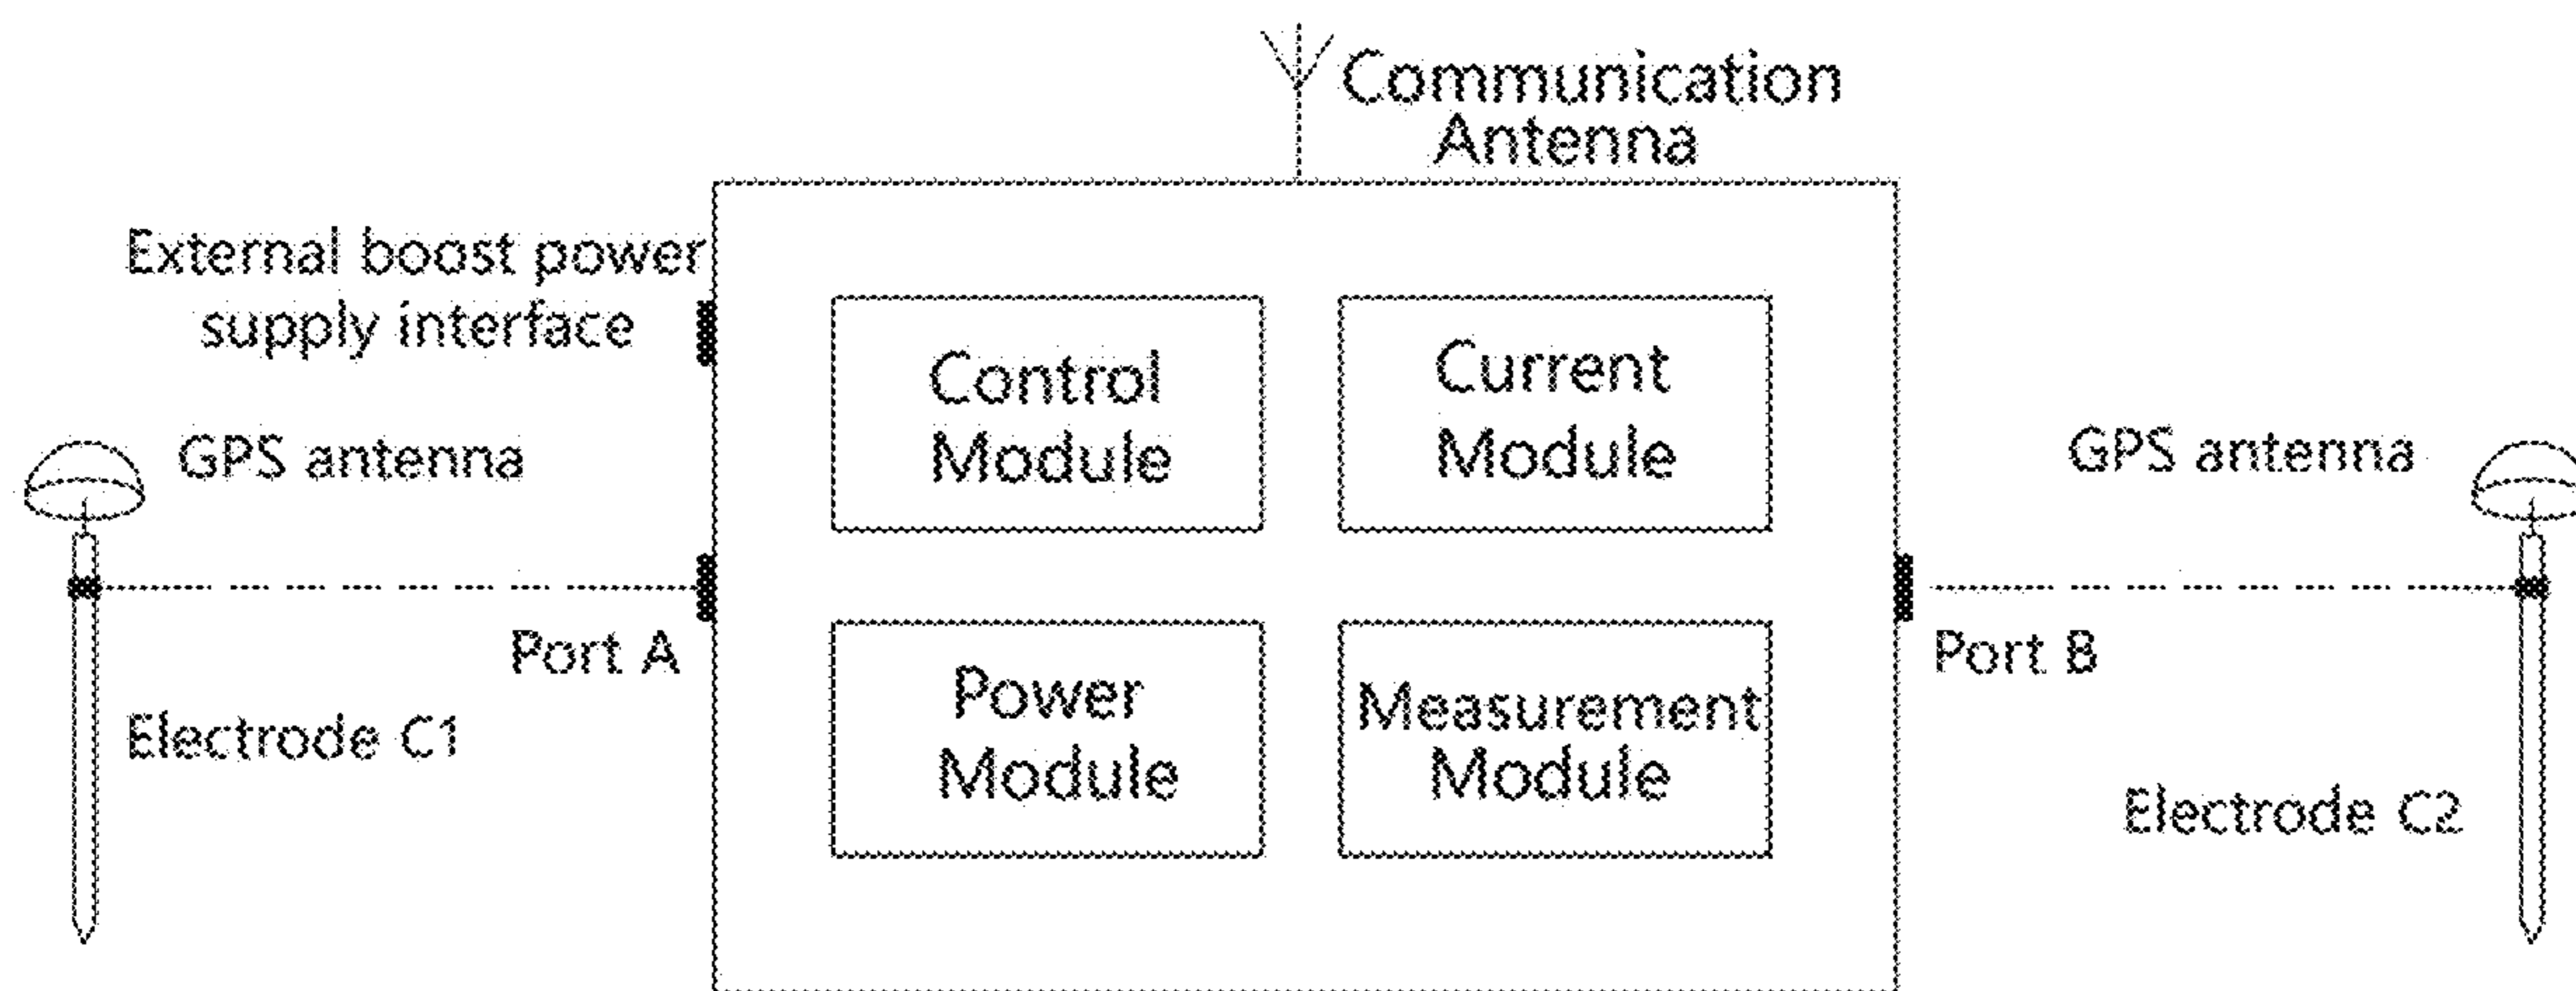 Communication
Antenna
External boost power
supply interface
Control
Module
Current
Module
GPS antenna
GPS antenna
Port A
Port B
Power
Module
Measurement
Module
Electrode C1
Electrode C2